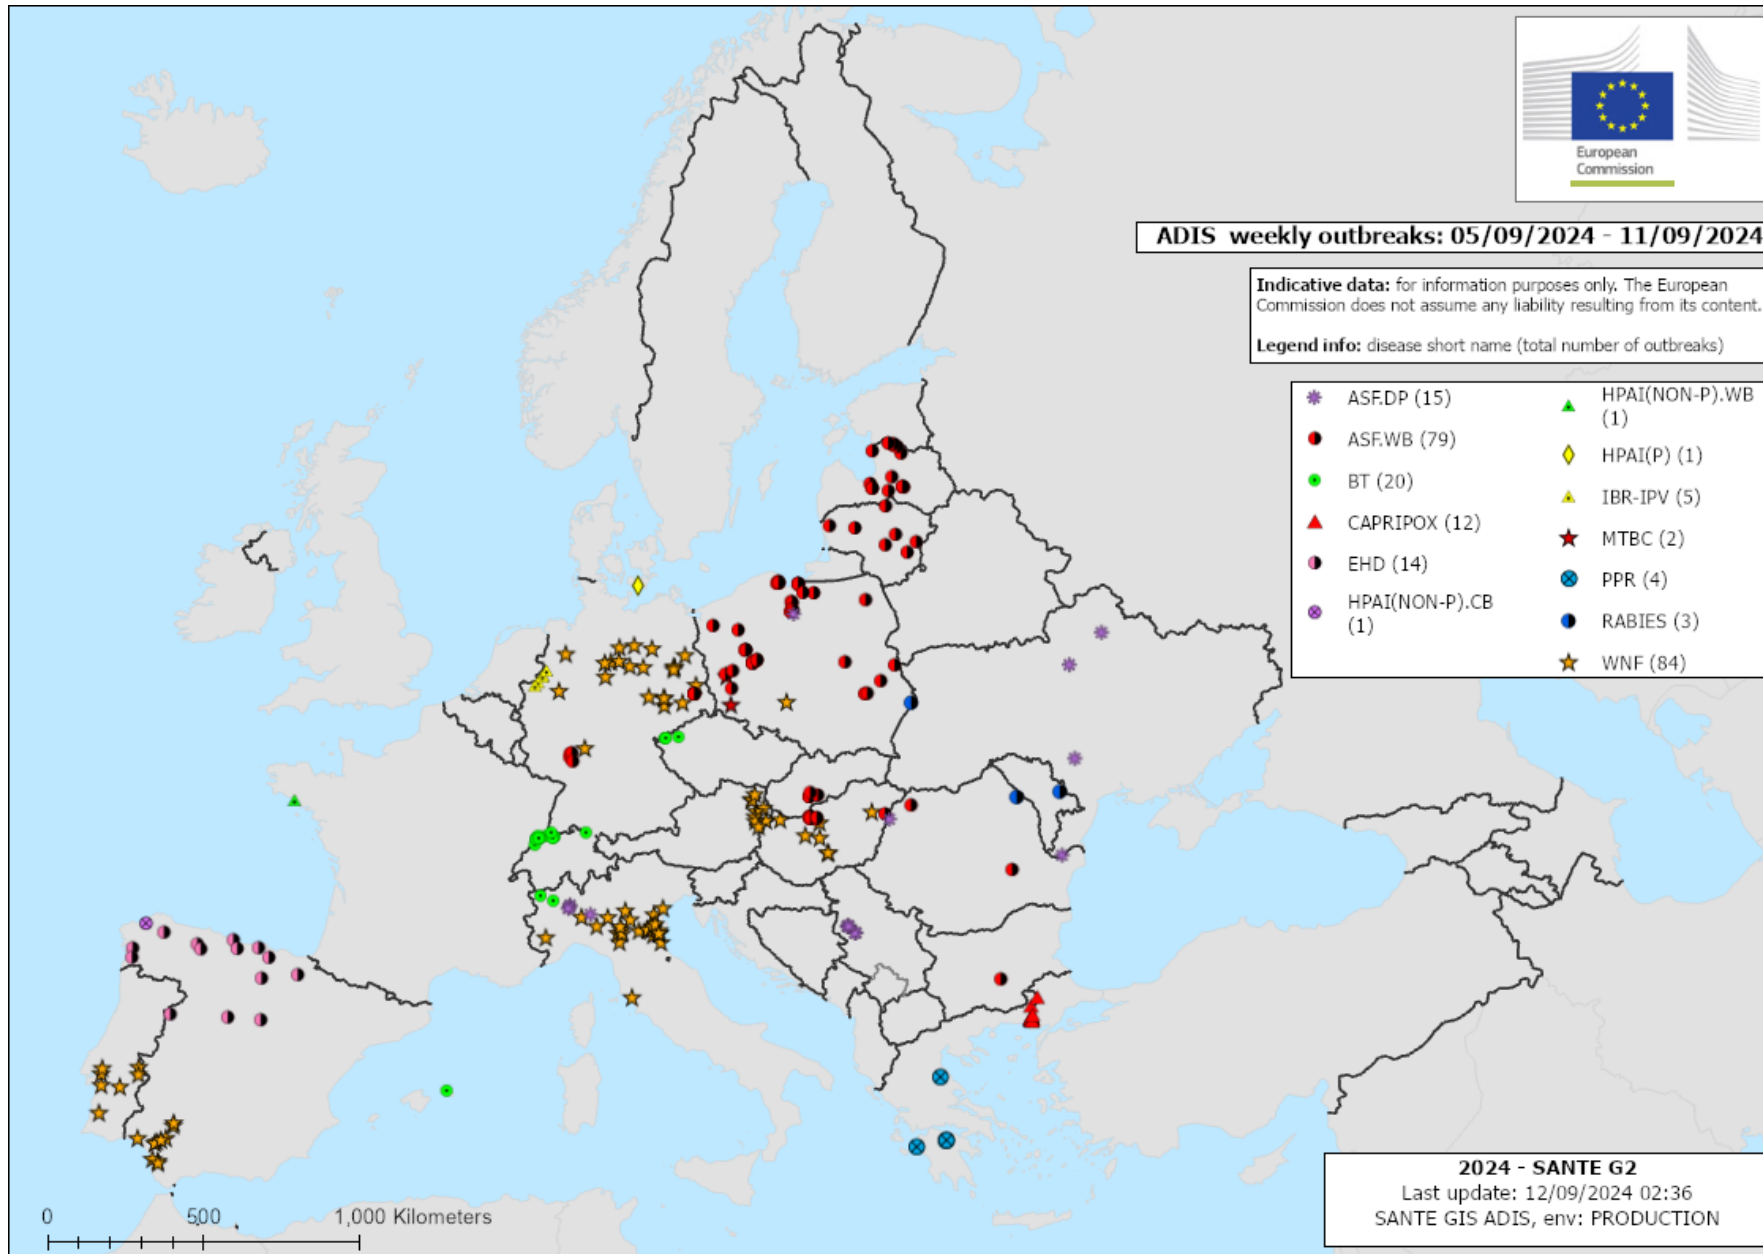 European
Commission
ADIS weekly outbreaks: 05/09/2024 - 11/09/2024
Indicative data: for information purposes only. The European
Commission does not assume any liability resulting from its content.
Legend info: disease short name (total number of outbreaks)
ASF.DP (15)
ASF.WB (79)
BT (20)
CAPRIPOX (12)
EHD (14)
HPAI(NON-P).CB
(1)
HPAI(NON-P).WB
(1)
HPAI(P) (1)
IBR-IPV (5)
MTBC (2)
PPR (4)
RABIES (3)
WNF (84)
0 500 1,000 Kilometers
2024 - SANTE G2
Last update: 12/09/2024 02:36
SANTE GIS ADIS, env: PRODUCTION